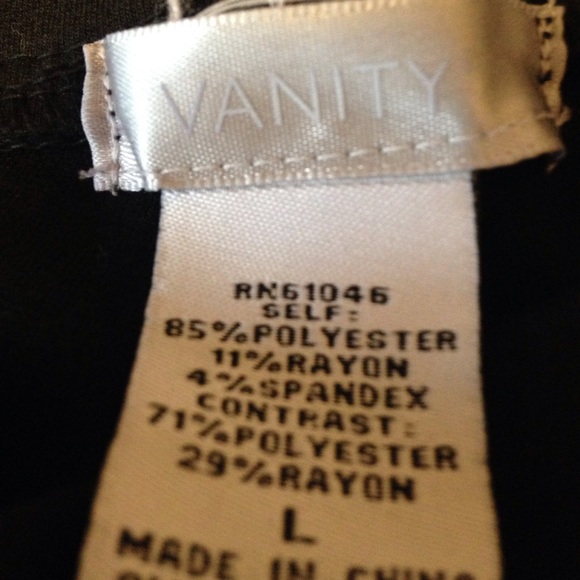 VANITY
RN61046
SELF:
85%POLYESTER
11%RAYON
4%SPANDEX
CONTRAST:
71%POLYESTER
29%RAYON
L
MADE IN CHINA